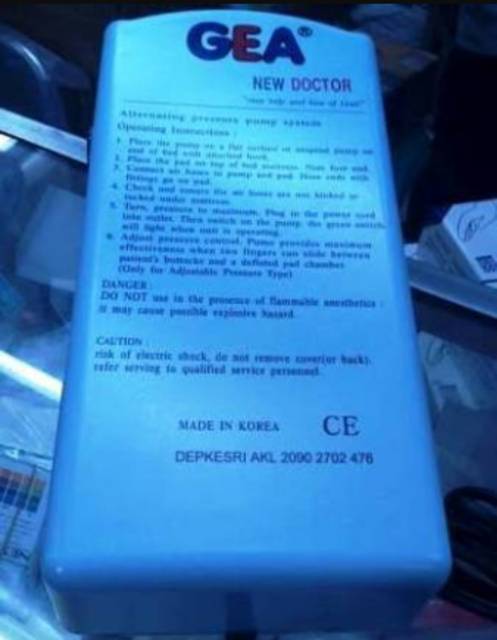 GEA®
NEW DOCTOR
Alternating pressure pump system
Operating Instructions :
1. Place the pump on a flat surface or suspend pump on
end of bed with attached hook.
2. Place the pad on top of bed mattress.
3. Connect air hoses to pump and pad.
fittings on pad.
4. Check and ensure the air hoses are not kinked or
tucked under mattress.
5. Turn, pressure to maximum. Plug in the power cord
into outlet. Then switch on the pump, the green switch
will light when unit is operating.
6. Adjust pressure control. Pump provides maximum
effectiveness when two fingers can slide between
patient's buttocks and a deflated pad chamber.
(Only for Adjustable Pressure Type)
DANGER :
DO NOT use in the presence of flammable anesthetics :
it may cause possible explosive hazard.
CAUTION :
risk of electric shock, do not remove cover(or back).
refer serving to qualified service personnel.
MADE IN KOREA CE
DEPKESRI AKL 2090 2702 476